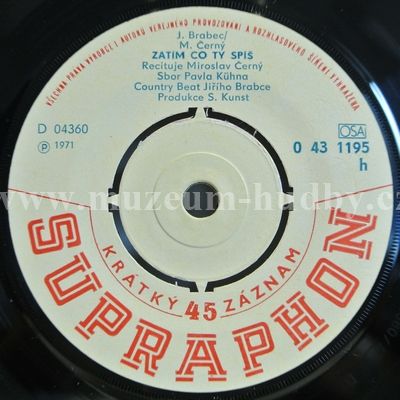 VŠECHNA PRÁVA VÝROBCE I AUTORŮ VEŘEJNÉHO PROVOZOVÁNÍ A ROZHLASOVÉHO ŠÍŘENÍ VYHRAŽENA
J. Brabec/
M. Černý
ZATÍM CO TY SPÍŠ
Recituje Miroslav Černý
Sbor Pavla Kühna
Country Beat Jiřího Brabce
Produkce S. Kunst
D 04360
OSA
℗ 1971
0 43 1195
h
www.muzeum-hudby.cz
KRÁTKÝ 45 ZÁZNAM
SUPRAPHON